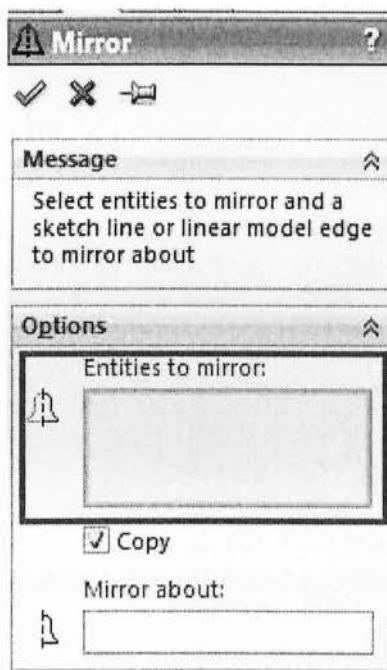 Mirror ?
Message
Select entities to mirror and a
sketch line or linear model edge
to mirror about
Options
Entities to mirror:
Copy
Mirror about: